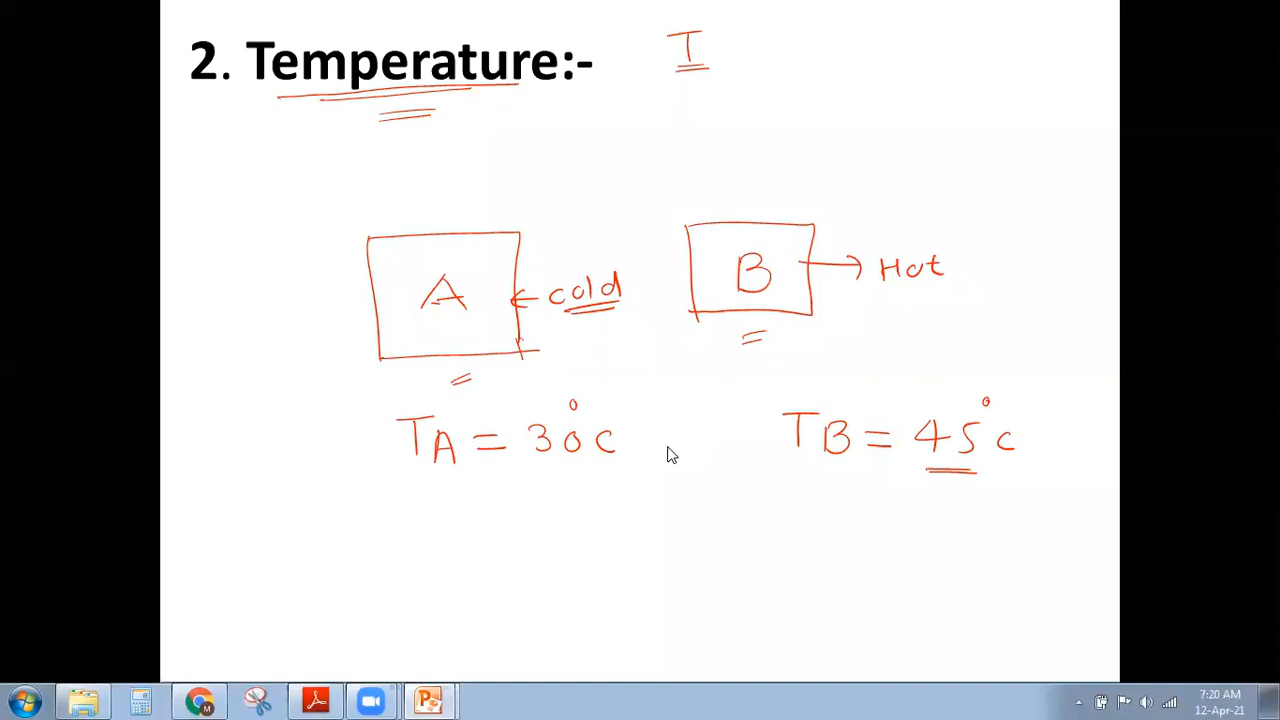 2. Temperature:- T
A
cold
B
Hot
TA = 30°C
TB = 45°C
7:20 AM
12-Apr-21